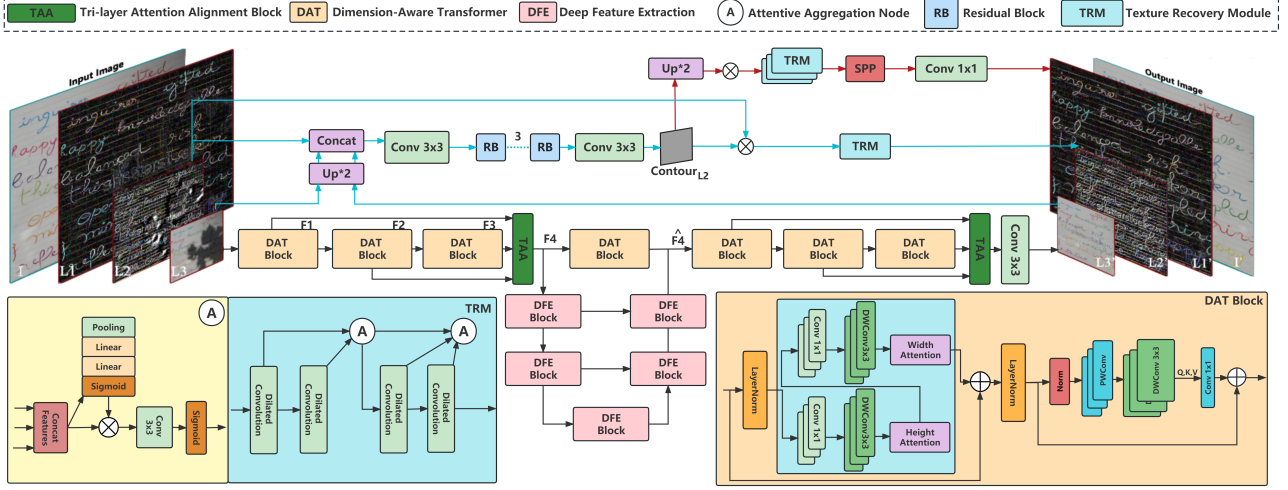 TAA Tri-layer Attention Alignment Block DAT Dimension-Aware Transformer DFE Deep Feature Extraction A Attentive Aggregation Node RB Residual Block TRM Texture Recovery Module
Input Image
L1
L2
L3
Up*2
TRM
SPP
Conv 1x1
Concat
Up*2
Conv 3x3
RB
3
RB
Conv 3x3
Contour L2
TRM
Output Image
L3'
L2'
L1'
I'
F1
F2
F3
DAT Block
DAT Block
DAT Block
TAA
F4
DAT Block
F̂4
DAT Block
DAT Block
DAT Block
TAA
Conv 3x3
DFE Block
DFE Block
DFE Block
DFE Block
DFE Block
A
Pooling
Linear
Linear
Sigmoid
Concat Features
Conv 3x3
Sigmoid
TRM
A
A
Dilated Convolution
Dilated Convolution
Dilated Convolution
Dilated Convolution
DAT Block
LayerNorm
Conv 1x1
DWConv3x3
Width Attention
Conv 1x1
DWConv3x3
Height Attention
LayerNorm
Norm
PWConv
DWConv 3x3
Q,K,V
Conv 1x1